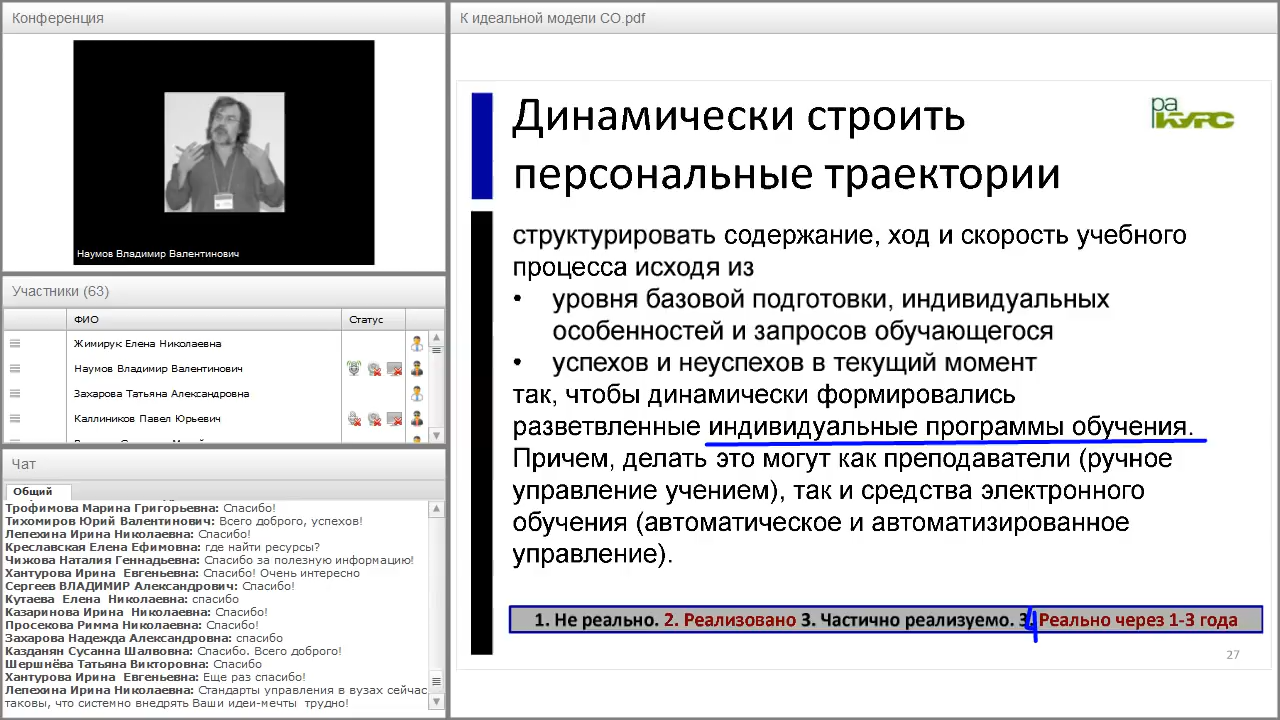 Конференция
Наумов Владимир Валентинович
Участники (63)
ФИО Статус
Жимирук Елена Николаевна
Наумов Владимир Валентинович
Захарова Татьяна Александровна
Каллиников Павел Юрьевич
Чат
Общий
Трофимова Марина Григорьевна: Спасибо!
Тихомиров Юрий Валентинович: Всего доброго, успехов!
Лепехина Ирина Николаевна: Спасибо!
Креславская Елена Ефимовна: где найти ресурсы?
Чижова Наталия Геннадьевна: Спасибо за полезную информацию!
Хантурова Ирина Евгеньевна: Спасибо! Очень интересно
Сергеев ВЛАДИМИР Александрович: Спасибо!
Кутаева Елена Николаевна: спасибо
Казаринова Ирина Николаевна: Спасибо!
Просекова Римма Николаевна: Спасибо!
Захарова Надежда Александровна: спасибо
Казданян Сусанна Шалвовна: Спасибо. Всего доброго!
Шершнёва Татьяна Викторовна: Спасибо
Хантурова Ирина Евгеньевна: Еще раз спасибо!
Лепехина Ирина Николаевна: Стандарты управления в вузах сейчас
таковы, что системно внедрять Ваши идеи-мечты трудно!
К идеальной модели СО.pdf
ра
КУРС
Динамически строить
персональные траектории
структурировать содержание, ход и скорость учебного
процесса исходя из
• уровня базовой подготовки, индивидуальных
особенностей и запросов обучающегося
• успехов и неуспехов в текущий момент
так, чтобы динамически формировались
разветвленные индивидуальные программы обучения.
Причем, делать это могут как преподаватели (ручное
управление учением), так и средства электронного
обучения (автоматическое и автоматизированное
управление).
1. Не реально. 2. Реализовано 3. Частично реализуемо. 3. 4 Реально через 1-3 года
27